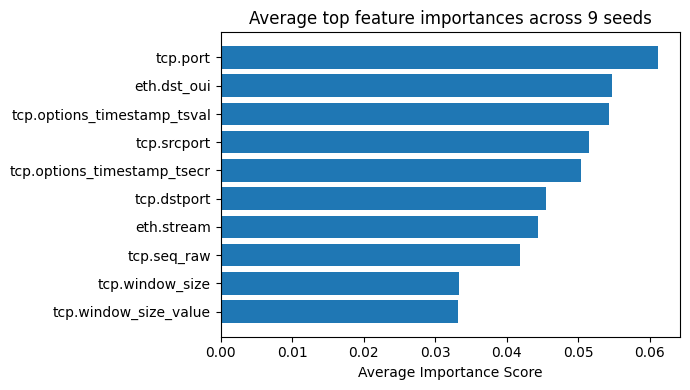 Average top feature importances across 9 seeds
tcp.port
eth.dst_oui
tcp.options_timestamp_tsval
tcp.srcport
tcp.options_timestamp_tsecr
tcp.dstport
eth.stream
tcp.seq_raw
tcp.window_size
tcp.window_size_value
0.00 0.01 0.02 0.03 0.04 0.05 0.06
Average Importance Score